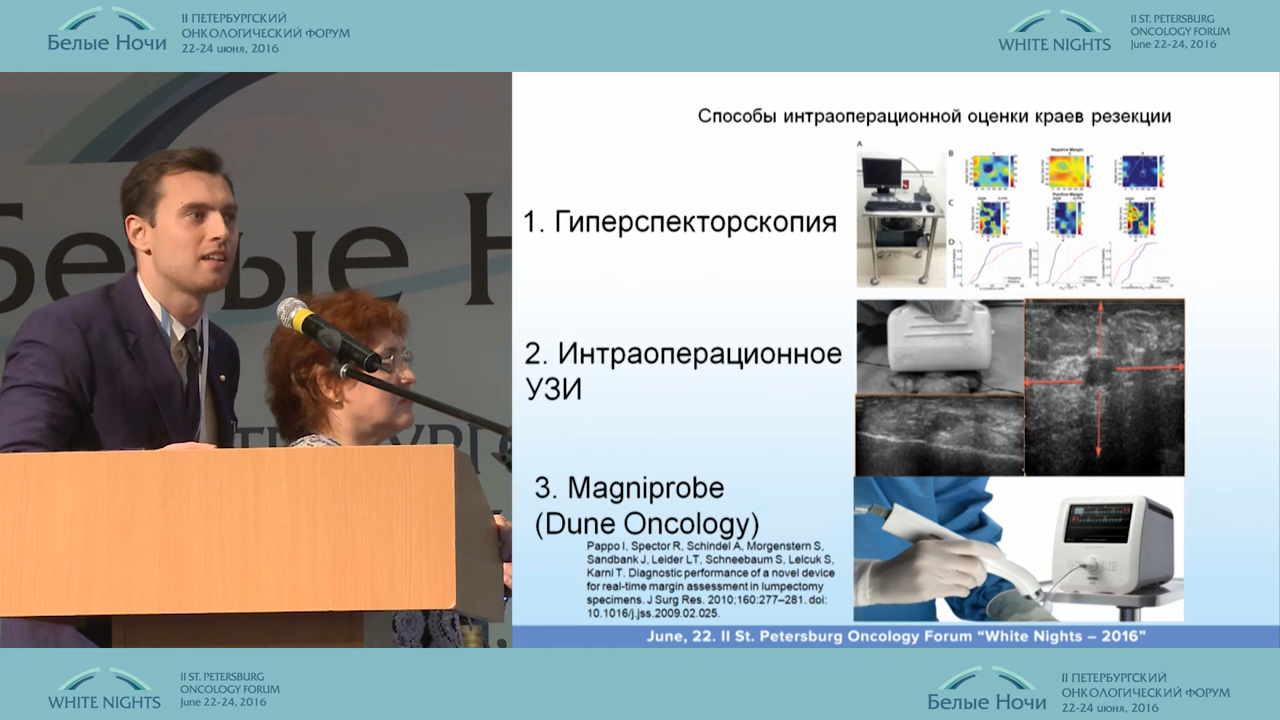 Белые Ночи
II ПЕТЕРБУРГСКИЙ
ОНКОЛОГИЧЕСКИЙ ФОРУМ
22-24 июня, 2016
WHITE NIGHTS
II ST. PETERSBURG
ONCOLOGY FORUM
June 22-24, 2016
Белые Н
Способы интраоперационной оценки краев резекции
A
B
Negative Margin
C
Positive Margin
D
1. Гиперспекторскопия
2. Интраоперационное
УЗИ
3. Magniprobe
(Dune Oncology)
Pappo I, Spector R, Schindel A, Morgenstern S,
Sandbank J, Leider LT, Schneebaum S, Lelcuk S,
Karni T. Diagnostic performance of a novel device
for real-time margin assessment in lumpectomy
specimens. J Surg Res. 2010;160:277–281. doi:
10.1016/j.jss.2009.02.025.
June, 22. II St. Petersburg Oncology Forum “White Nights – 2016”
WHITE NIGHTS
II ST. PETERSBURG
ONCOLOGY FORUM
June 22-24, 2016
Белые Ночи
II ПЕТЕРБУРГСКИЙ
ОНКОЛОГИЧЕСКИЙ ФОРУМ
22-24 июня, 2016